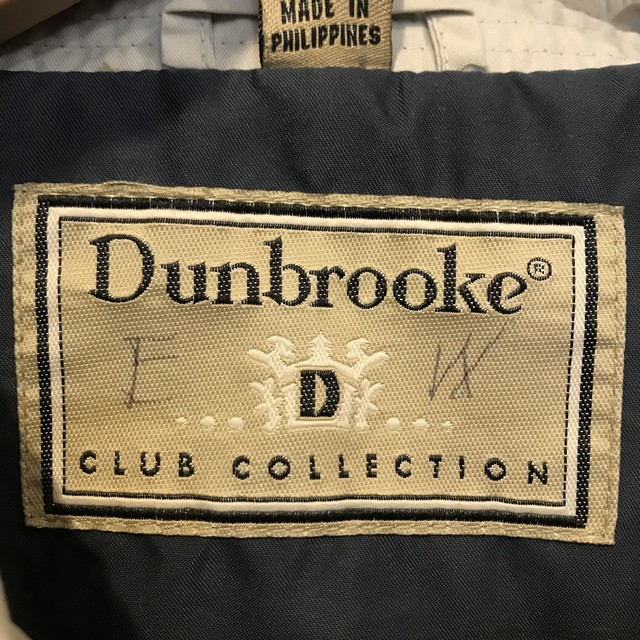 MADE IN
PHILIPPINES
Dunbrooke®
E
D
CLUB COLLECTION